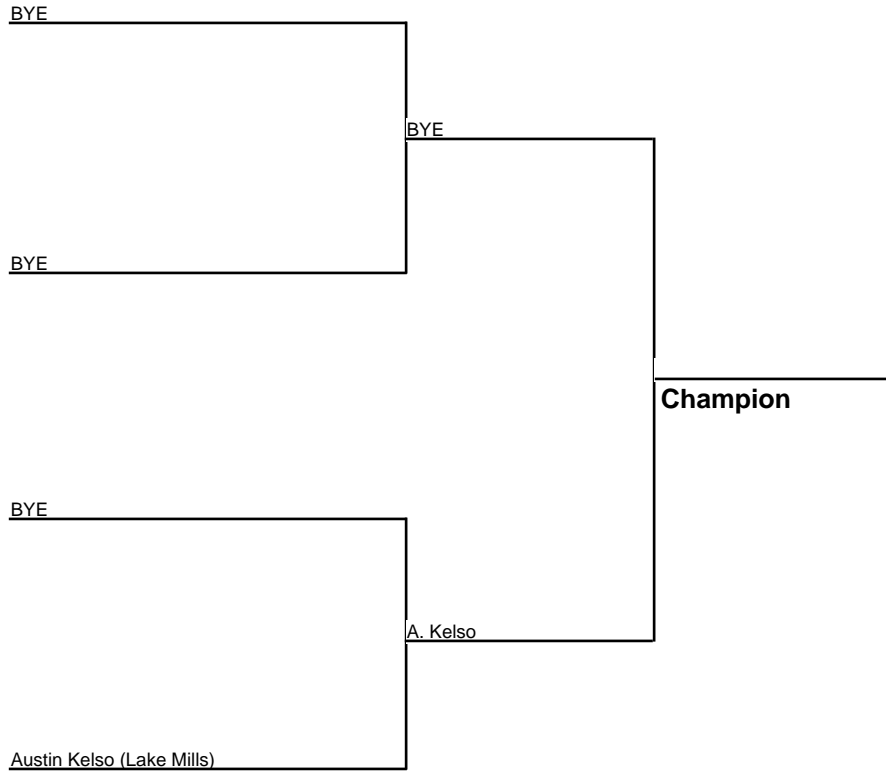 BYE
BYE
BYE
Champion
BYE
A. Kelso
Austin Kelso (Lake Mills)